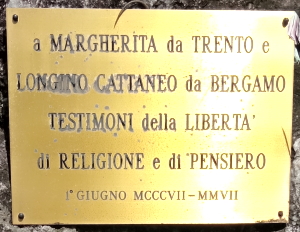 a MARGHERITA da TRENTO e
LONGINO CATTANEO da BERGAMO
TESTIMONI della LIBERTA'
di RELIGIONE e di PENSIERO
1° GIUGNO MCCCVII-MMVII